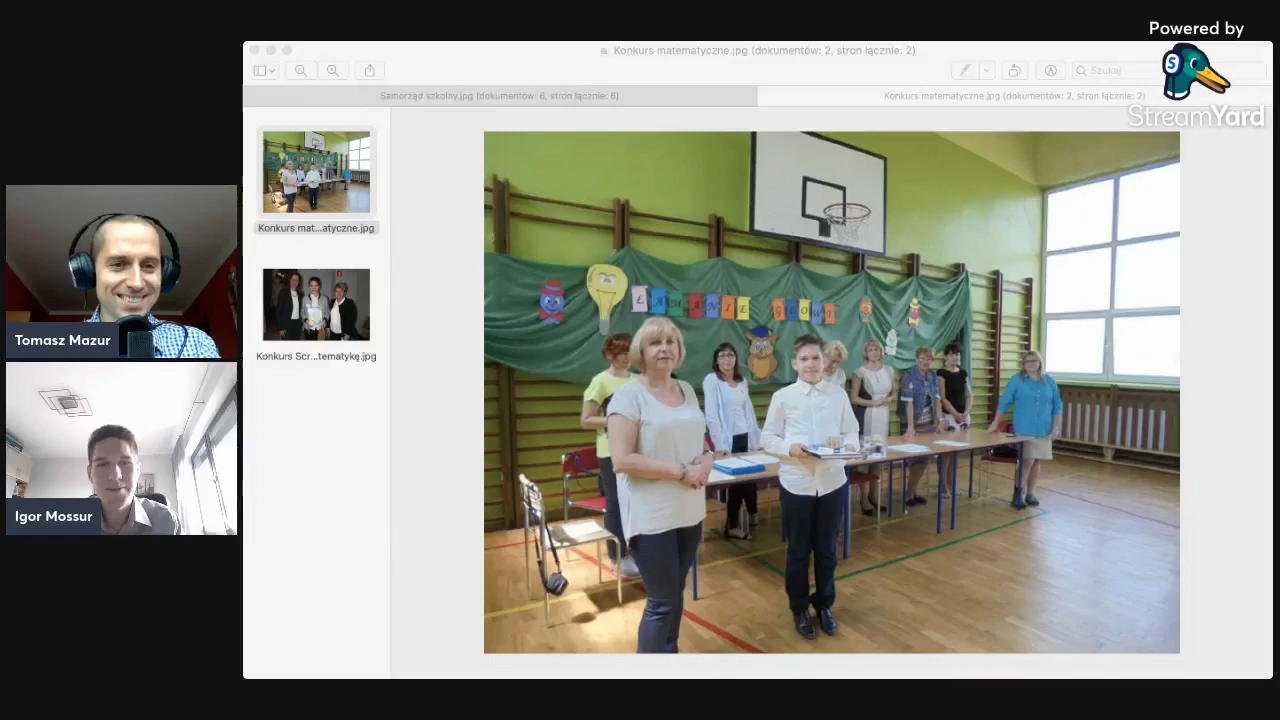 Powered by
StreamYard
Konkurs matematyczne.jpg (dokumentów: 2, stron łącznie: 2)
Szukaj
Samorząd szkolny.jpg (dokumentów: 6, stron łącznie: 6)
Konkurs matematyczne.jpg (dokumentów: 2, stron łącznie: 2)
Konkurs mat...atyczne.jpg
Konkurs Scr...tematykę.jpg
ŁAMANIE GŁOWY
Tomasz Mazur
Igor Mossur